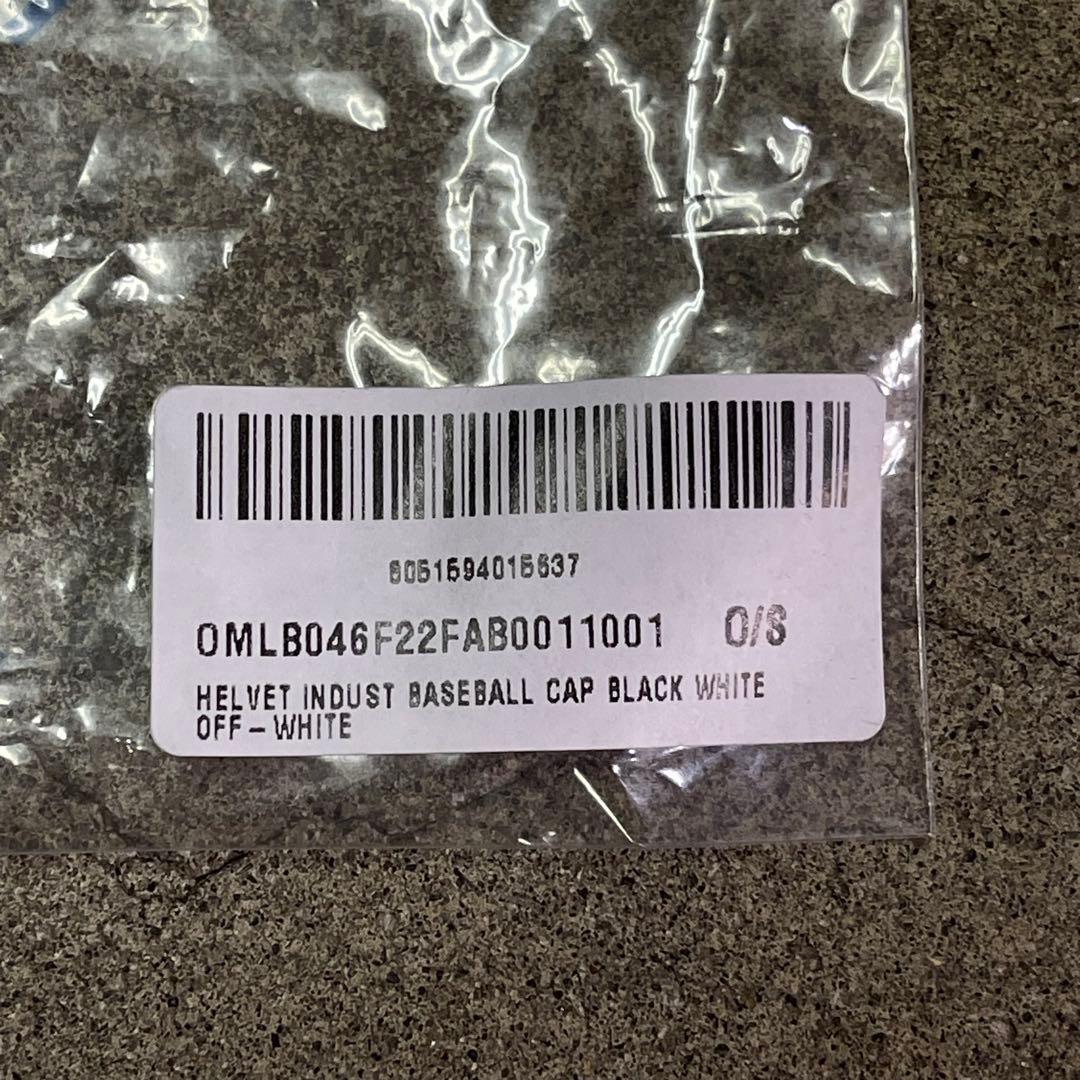 8051594015637
OMLB046F22FAB0011001 O/S
HELVET INDUST BASEBALL CAP BLACK WHITE
OFF-WHITE